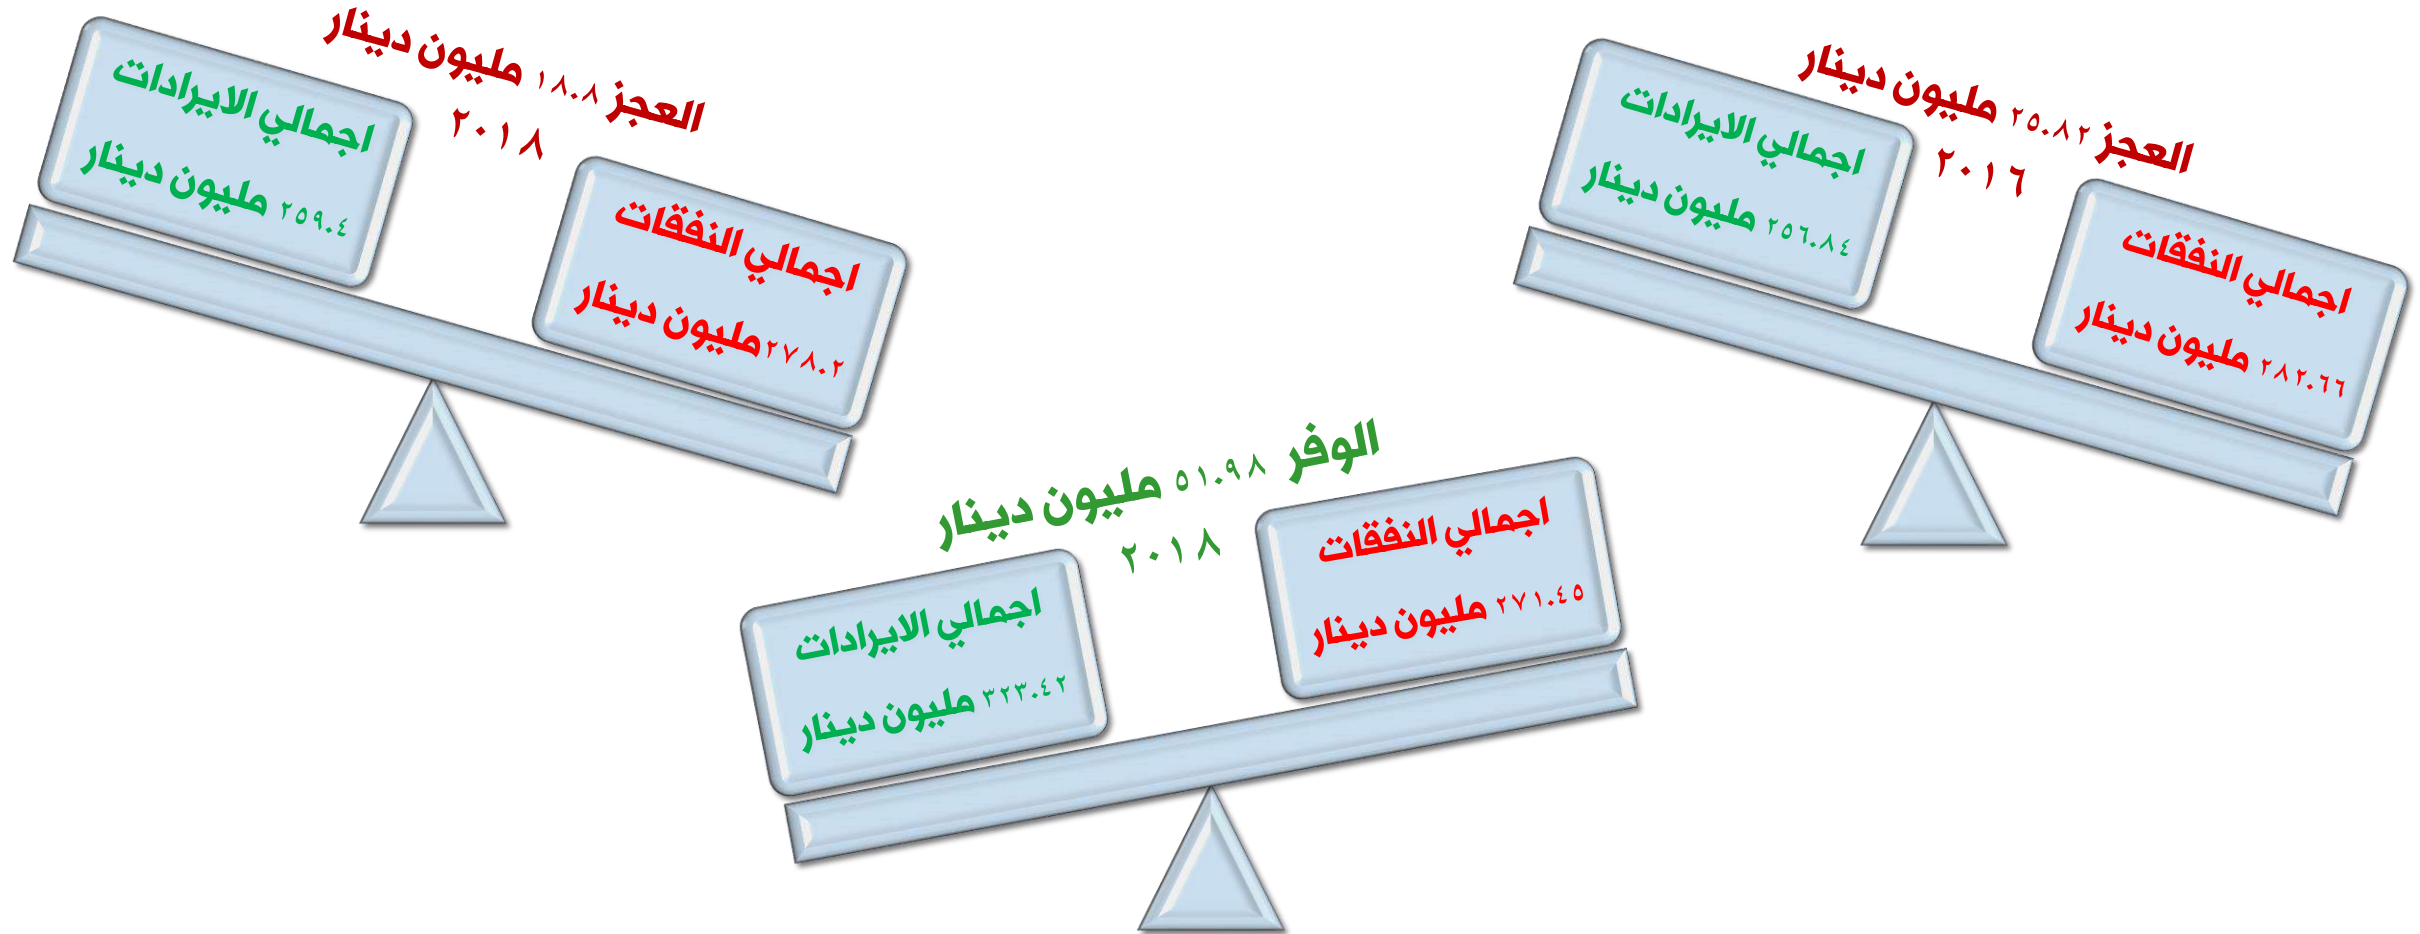 العجز ٢٥.٨٢ مليون دينار
٢٠١٦
اجمالي الايرادات
٢٥٦.٨٤ مليون دينار
اجمالي النفقات
٢٨٢.٦٦ مليون دينار
العجز ١٨.٨ مليون دينار
٢٠١٨
اجمالي الايرادات
٢٥٩.٤ مليون دينار
اجمالي النفقات
٢٧٨.٢مليون دينار
الوفر ٥١.٩٨ مليون دينار
٢٠١٨
اجمالي النفقات
٢٧١.٤٥ مليون دينار
اجمالي الايرادات
٣٢٣.٤٢ مليون دينار